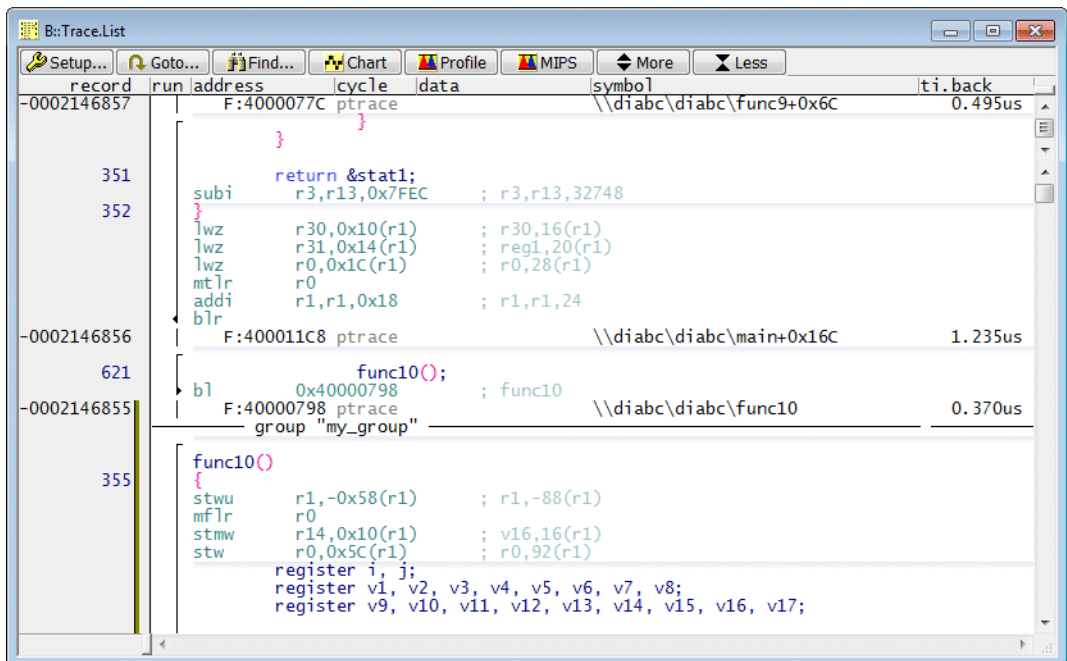 B::Trace.List
Setup... Goto... Find... Chart Profile MIPS More Less
record run address cycle data symbol ti.back
-0002146857 F:4000077C ptrace \\diabc\diabc\func9+0x6C 0.495us
}
}
351 return &stat1;
subi r3,r13,0x7FEC ; r3,r13,32748
352 }
lwz r30,0x10(r1) ; r30,16(r1)
lwz r31,0x14(r1) ; reg1,20(r1)
lwz r0,0x1C(r1) ; r0,28(r1)
mtlr r0
addi r1,r1,0x18 ; r1,r1,24
blr
-0002146856 F:400011C8 ptrace \\diabc\diabc\main+0x16C 1.235us
621 func10();
bl 0x40000798 ; func10
-0002146855 F:40000798 ptrace \\diabc\diabc\func10 0.370us
group "my_group"
func10()
355 {
stwu r1,-0x58(r1) ; r1,-88(r1)
mflr r0
stmw r14,0x10(r1) ; v16,16(r1)
stw r0,0x5C(r1) ; r0,92(r1)
register i, j;
register v1, v2, v3, v4, v5, v6, v7, v8;
register v9, v10, v11, v12, v13, v14, v15, v16, v17;